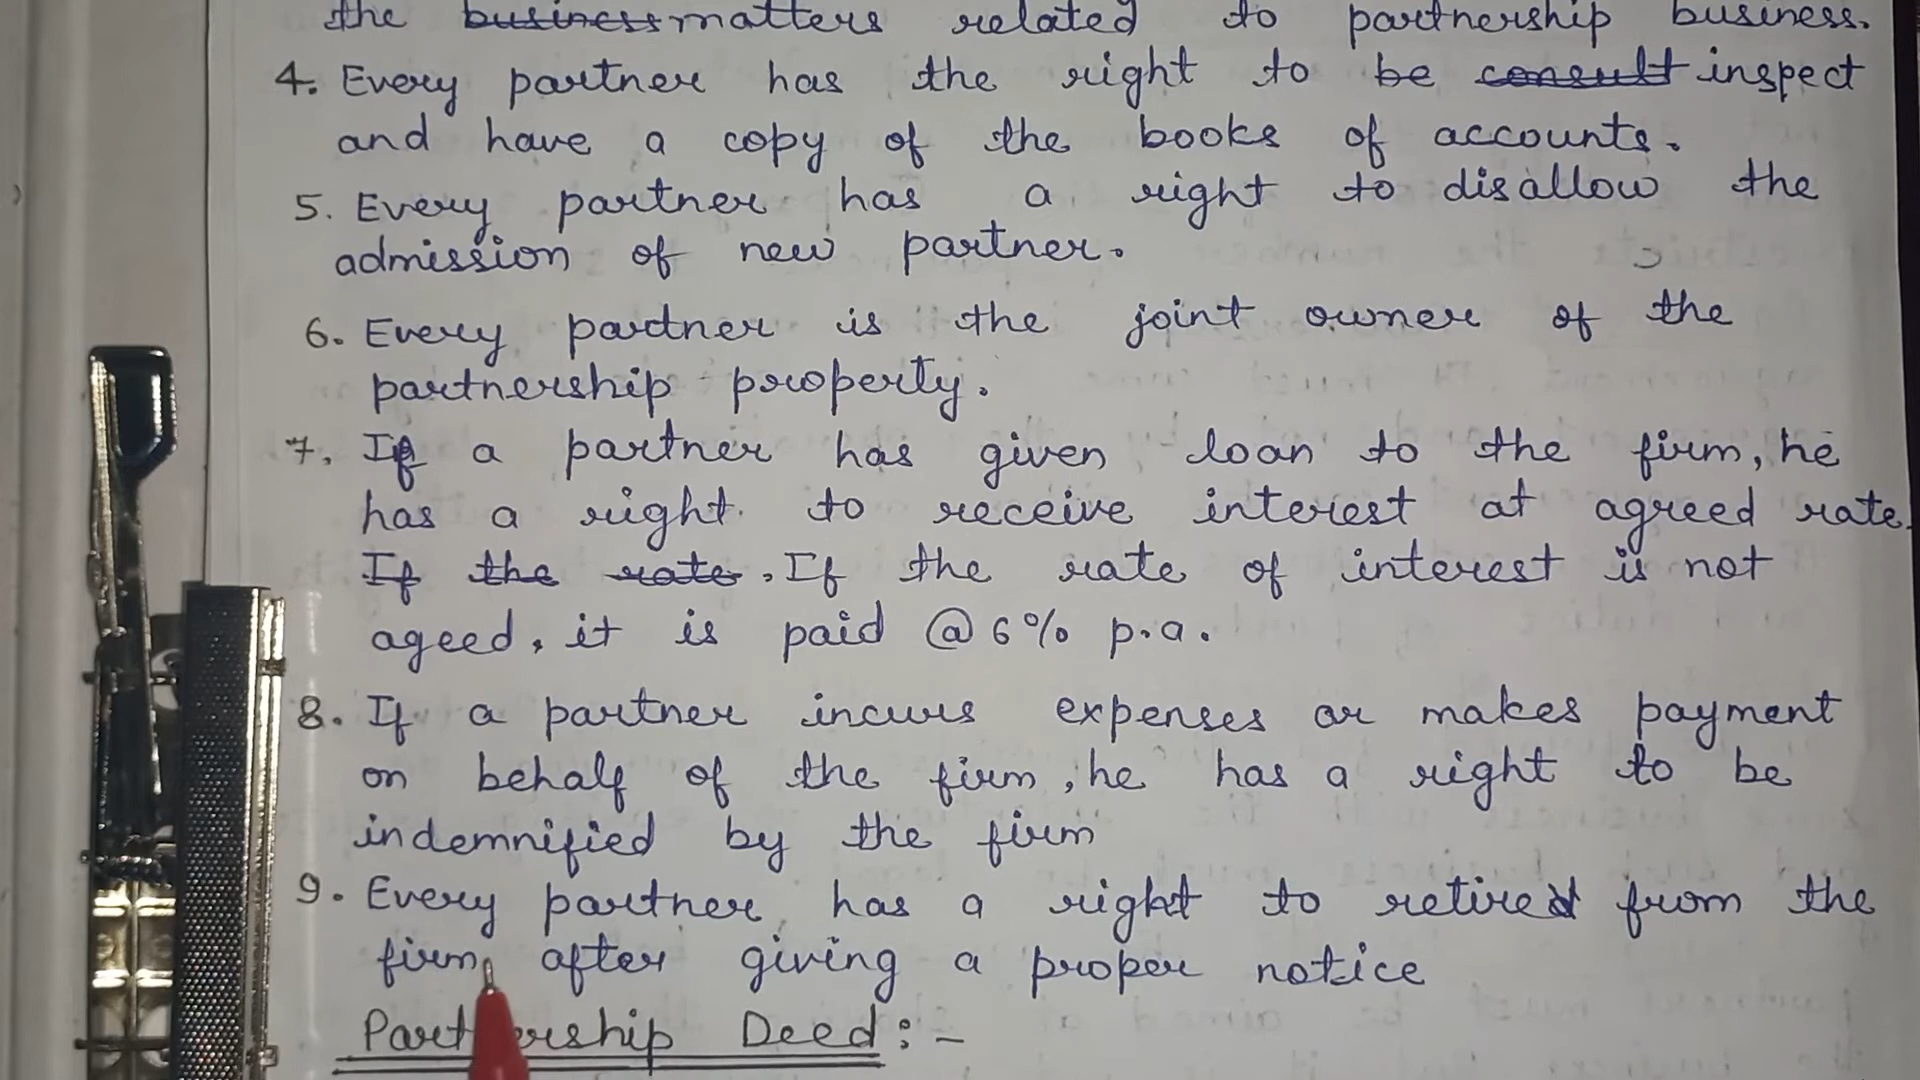 the business matters related to partnership business.
4. Every partner has the right to be consult inspect
and have a copy of the books of accounts.
5. Every partner has a right to disallow the
admission of new partner.
6. Every partner is the joint owner of the
partnership property.
7. If a partner has given loan to the firm, he
has a right to receive interest at agreed rate.
If the rate. If the rate of interest is not
ageed, it is paid @ 6% p.a.
8. If a partner incurs expenses or makes payment
on behalf of the firm, he has a right to be
indemnified by the firm
9. Every partner has a right to retired from the
firm after giving a proper notice
Partnership Deed:-